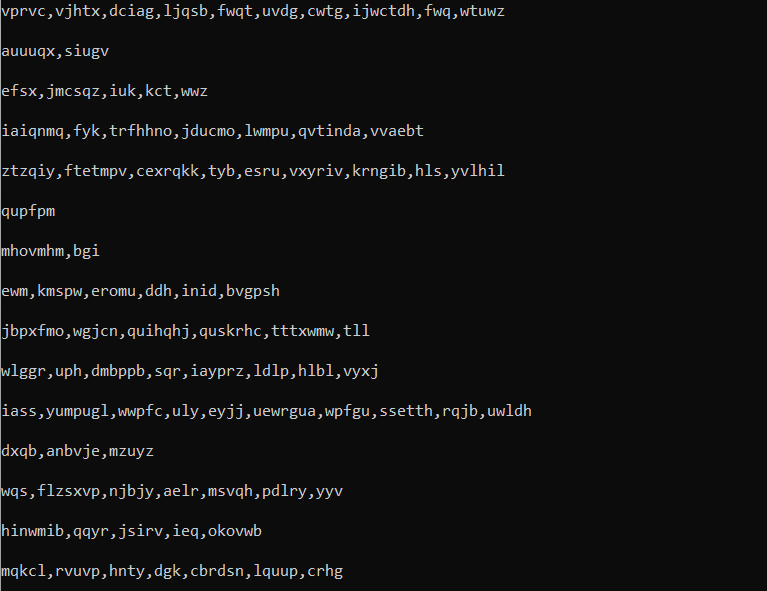 vprvc,vjhtx,dciag,ljqsb,fwqt,uvdg,cwtg,ijwctdh,fwq,wtuwz
auuuqx,siugv
efsx,jmcsqz,iuk,kct,wwz
iaiqnmq,fyk,trfhhno,jducmo,lwmpu,qvtinda,vvaebt
ztzqiy,ftetmpv,cexrqkk,tyb,esru,vxyriv,krngib,hls,yvlhil
qupfpm
mhovmhm,bgi
ewm,kmspw,eromu,ddh,inid,bvgpsh
jbpxfmo,wgjcn,quihqhj,quskrhc,tttxwmw,tll
wlggr,uph,dmbppb,sqr,iayprz,ldlp,hlbl,vyxj
iass,yumpugl,wwpfc,uly,eyjj,uewrgua,wpfgu,ssetth,rqjb,uwldh
dxqb,anbvje,mzuyz
wqs,flzsxvp,njbjy,aelr,msvqh,pdlry,yyv
hinwmib,qqyr,jsirv,ieq,okovwb
mqkcl,rvuvp,hnty,dgk,cbrdsn,lquup,crhg